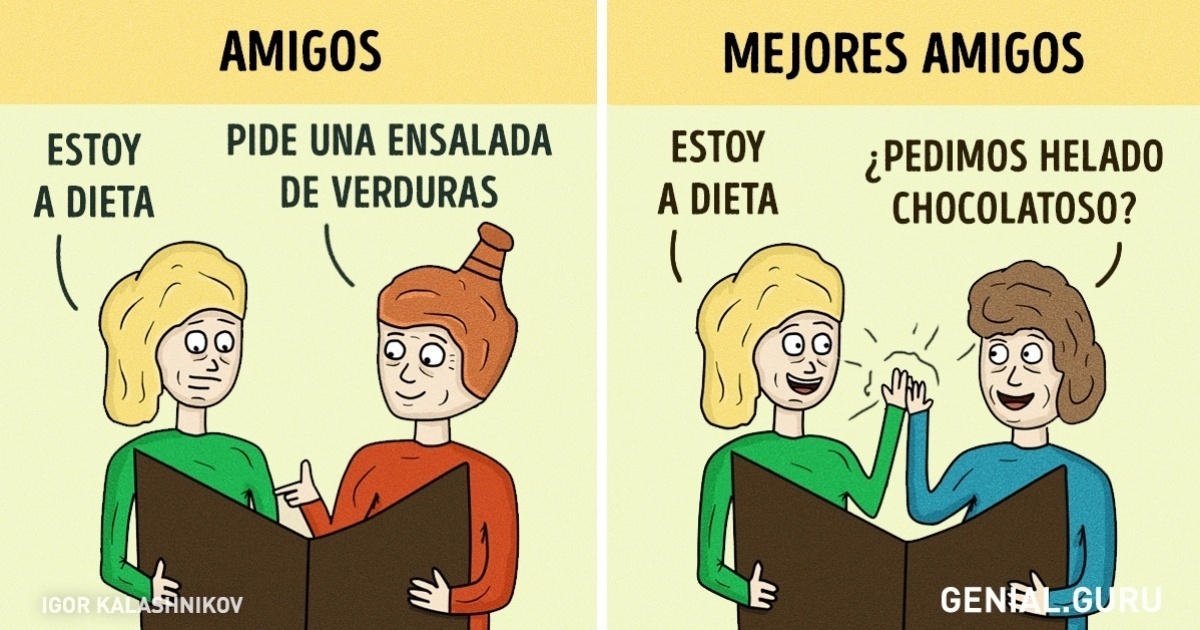 AMIGOS
ESTOY
A DIETA
PIDE UNA ENSALADA
DE VERDURAS
IGOR KALASHNIKOV
MEJORES AMIGOS
ESTOY
A DIETA
¿PEDIMOS HELADO
CHOCOLATOSO?
GENIAL.GURU